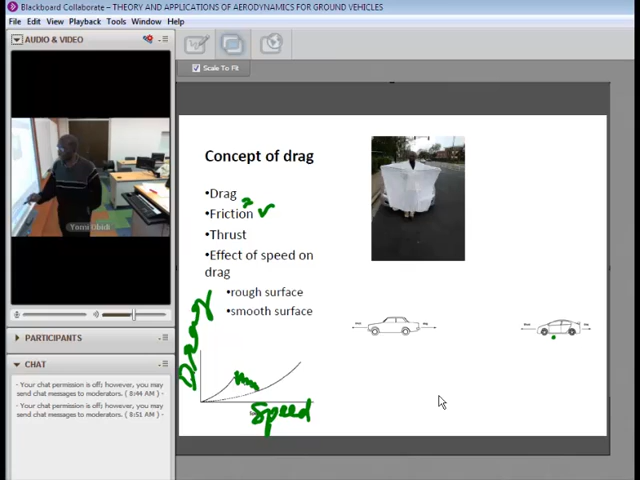 Blackboard Collaborate – THEORY AND APPLICATIONS OF AERODYNAMICS FOR GROUND VEHICLES
File Edit View Playback Tools Window Help
AUDIO & VIDEO
Scale To Fit
Yomi Obidi
PARTICIPANTS
CHAT
- Your chat permission is off; however, you may
send chat messages to moderators. ( 8:44 AM )
- Your chat permission is off; however, you may
send chat messages to moderators. ( 8:51 AM )
Concept of drag
•Drag
•Friction
•Thrust
•Effect of speed on
drag
•rough surface
•smooth surface
Drag
Speed